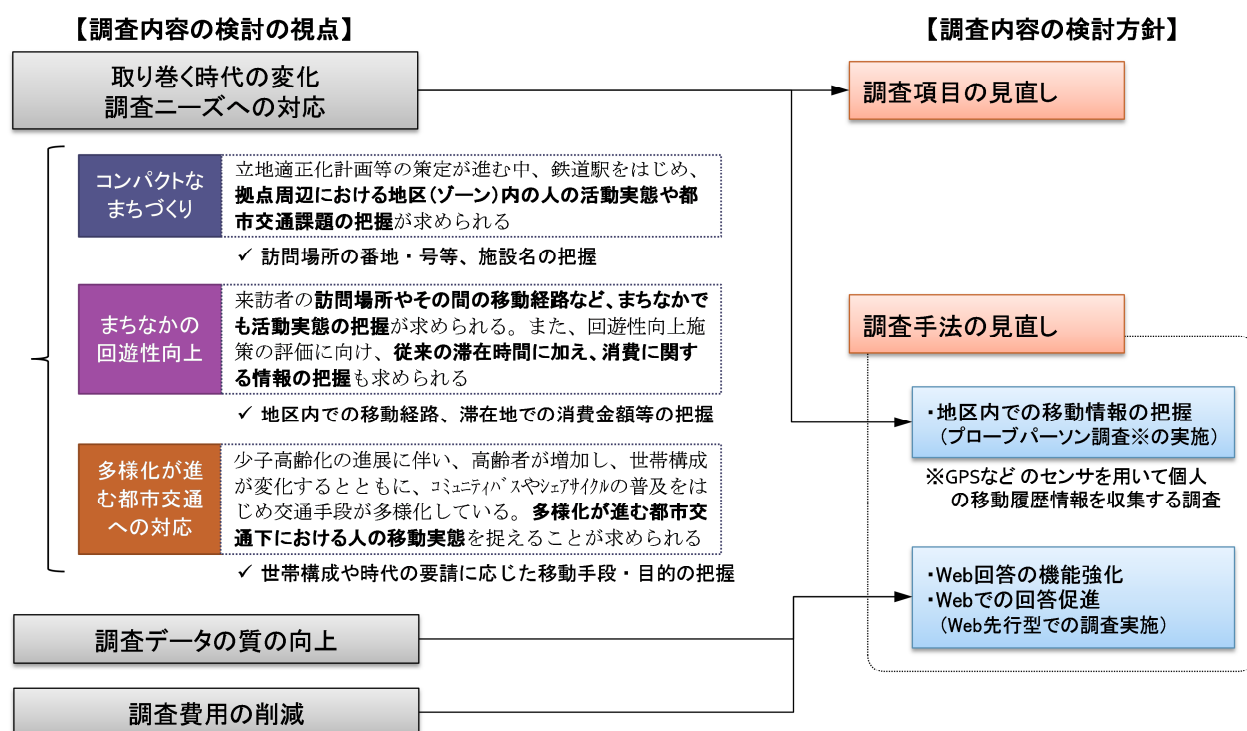 【調査内容の検討の視点】
取り巻く時代の変化
調査ニーズへの対応
コンパクトな
まちづくり
立地適正化計画等の策定が進む中、鉄道駅をはじめ、
拠点周辺における地区（ゾーン）内の人の活動実態や都
市交通課題の把握が求められる
✓ 訪問場所の番地・号等、施設名の把握
まちなかの
回遊性向上
来訪者の訪問場所やその間の移動経路など、まちなかで
も活動実態の把握が求められる。また、回遊性向上施
策の評価に向け、従来の滞在時間に加え、消費に関す
る情報の把握も求められる
✓ 地区内での移動経路、滞在地での消費金額等の把握
多様化が進
む都市交通
への対応
少子高齢化の進展に伴い、高齢者が増加し、世帯構成
が変化するとともに、ｺﾐｭﾆﾃｨﾊﾞｽやｼｪｱｻｲｸﾙの普及をは
じめ交通手段が多様化している。多様化が進む都市交
通下における人の移動実態を捉えることが求められる
✓ 世帯構成や時代の要請に応じた移動手段・目的の把握
調査データの質の向上
調査費用の削減
【調査内容の検討方針】
調査項目の見直し
調査手法の見直し
・地区内での移動情報の把握
（プローブパーソン調査※の実施）
※GPSなど のセンサを用いて個人
の移動履歴情報を収集する調査
・Web回答の機能強化
・Webでの回答促進
（Web先行型での調査実施）